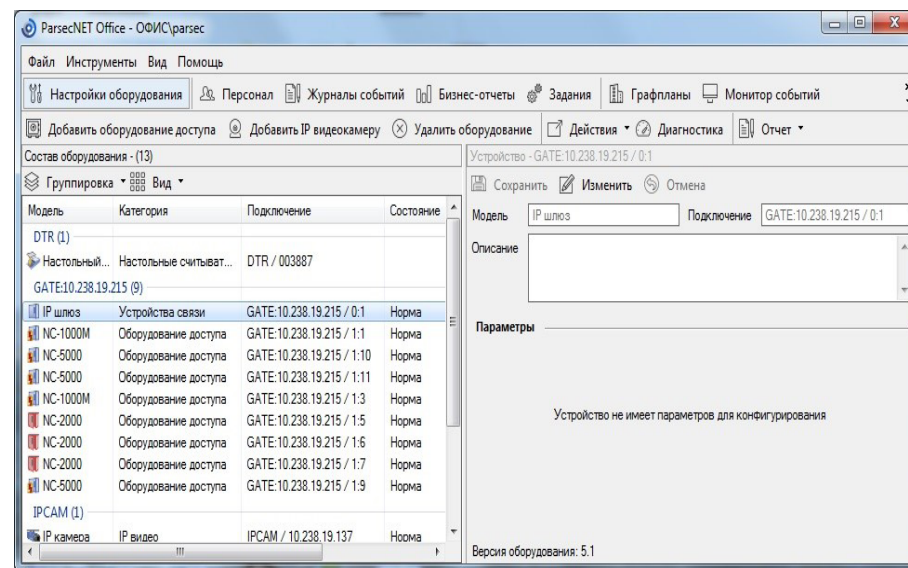 ParsecNET Office - ОФИС\parsec
Файл Инструменты Вид Помощь
Настройки оборудования Персонал Журналы событий Бизнес-отчеты Задания Графпланы Монитор событий
Добавить оборудование доступа Добавить IP видеокамеру Удалить оборудование Действия Диагностика Отчет
Состав оборудования - (13)
Группировка Вид
Модель Категория Подключение Состояние
DTR (1)
Настольный... Настольные считыват... DTR / 003887
GATE:10.238.19.215 (9)
IP шлюз Устройства связи GATE:10.238.19.215 / 0:1 Норма
NC-1000M Оборудование доступа GATE:10.238.19.215 / 1:1 Норма
NC-5000 Оборудование доступа GATE:10.238.19.215 / 1:10 Норма
NC-5000 Оборудование доступа GATE:10.238.19.215 / 1:11 Норма
NC-1000M Оборудование доступа GATE:10.238.19.215 / 1:3 Норма
NC-2000 Оборудование доступа GATE:10.238.19.215 / 1:5 Норма
NC-2000 Оборудование доступа GATE:10.238.19.215 / 1:6 Норма
NC-2000 Оборудование доступа GATE:10.238.19.215 / 1:7 Норма
NC-5000 Оборудование доступа GATE:10.238.19.215 / 1:9 Норма
IPCAM (1)
IP камера IP видео IPCAM / 10.238.19.137 Норма
Устройство - GATE:10.238.19.215 / 0:1
Сохранить Изменить Отмена
Модель IP шлюз Подключение GATE:10.238.19.215 / 0:1
Описание
Параметры
Устройство не имеет параметров для конфигурирования
Версия оборудования: 5.1